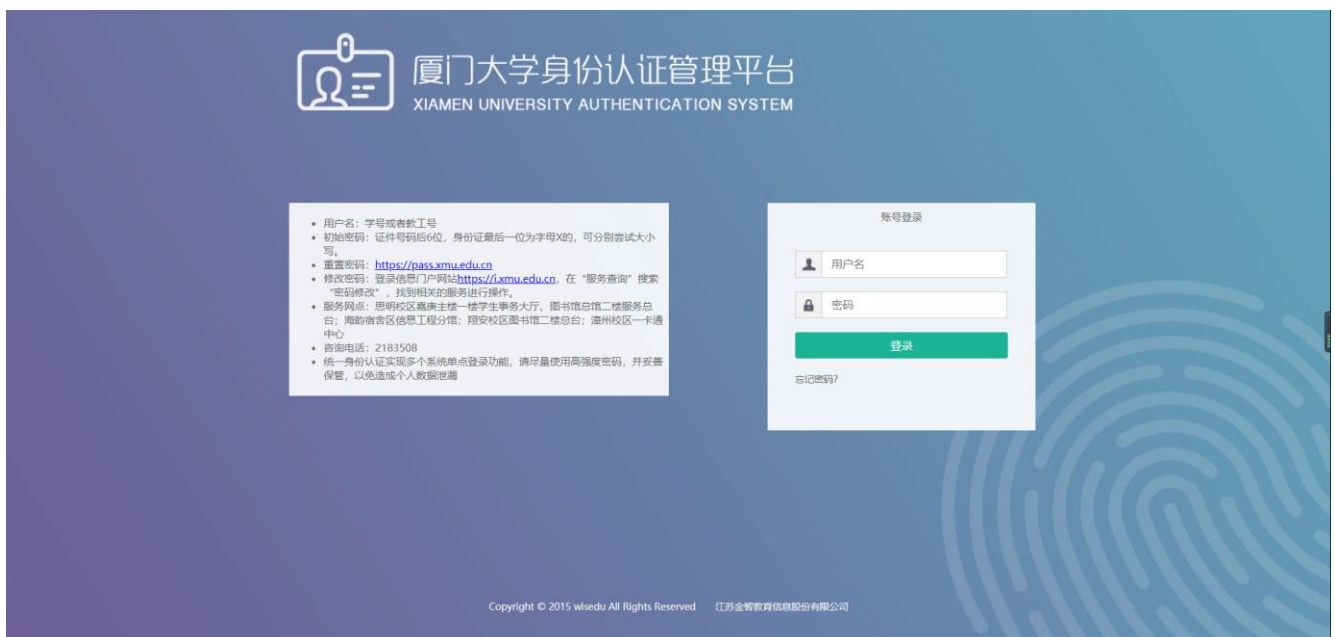 厦门大学身份认证管理平台
XIAMEN UNIVERSITY AUTHENTICATION SYSTEM
用户名：学号或者教工号
初始密码：证件号码后6位，身份证最后一位为字母X的，可分别尝试大小
写。
重置密码：https://pass.xmu.edu.cn
修改密码：登录信息门户网站https://i.xmu.edu.cn，在“服务查询”搜索
“密码修改”，找到相关的服务进行操作。
服务网点：思明校区嘉庚主楼一楼学生事务大厅、图书馆总馆二楼服务总
台；海韵宿舍区信息工程分馆；翔安校区图书馆二楼总台；漳州校区一卡通
中心
咨询电话：2183508
统一身份认证实现多个系统单点登录功能，请尽量使用高强度密码，并妥善
保管，以免造成个人数据泄漏
账号登录
用户名
密码
登录
忘记密码?
Copyright © 2015 wisedu All Rights Reserved 江苏金智教育信息股份有限公司